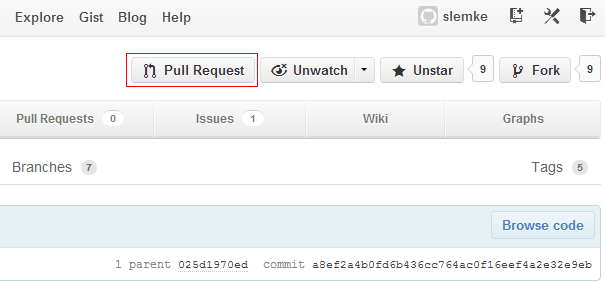 Explore Gist Blog Help slemke
Pull Request Unwatch Unstar 9 Fork 9
Pull Requests 0 Issues 1 Wiki Graphs
Branches 7 Tags 5
Browse code
1 parent 025d1970ed commit a8ef2a4b0fd6b436cc764ac0f16eef4a2e32e9eb